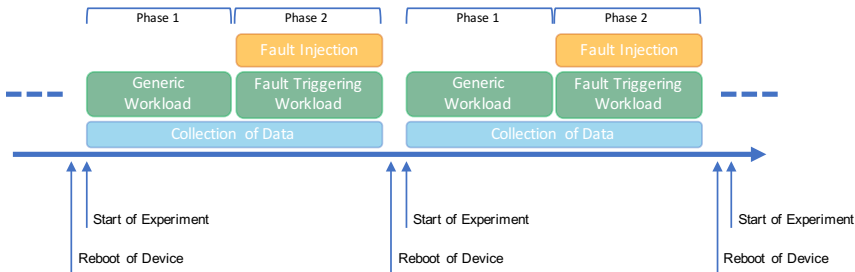 Phase 1
Phase 2
Phase 1
Phase 2
Fault Injection
Fault Injection
Generic
Workload
Fault Triggering
Workload
Generic
Workload
Fault Triggering
Workload
Collection of Data
Collection of Data
Start of Experiment
Start of Experiment
Start of Experiment
Reboot of Device
Reboot of Device
Reboot of Device